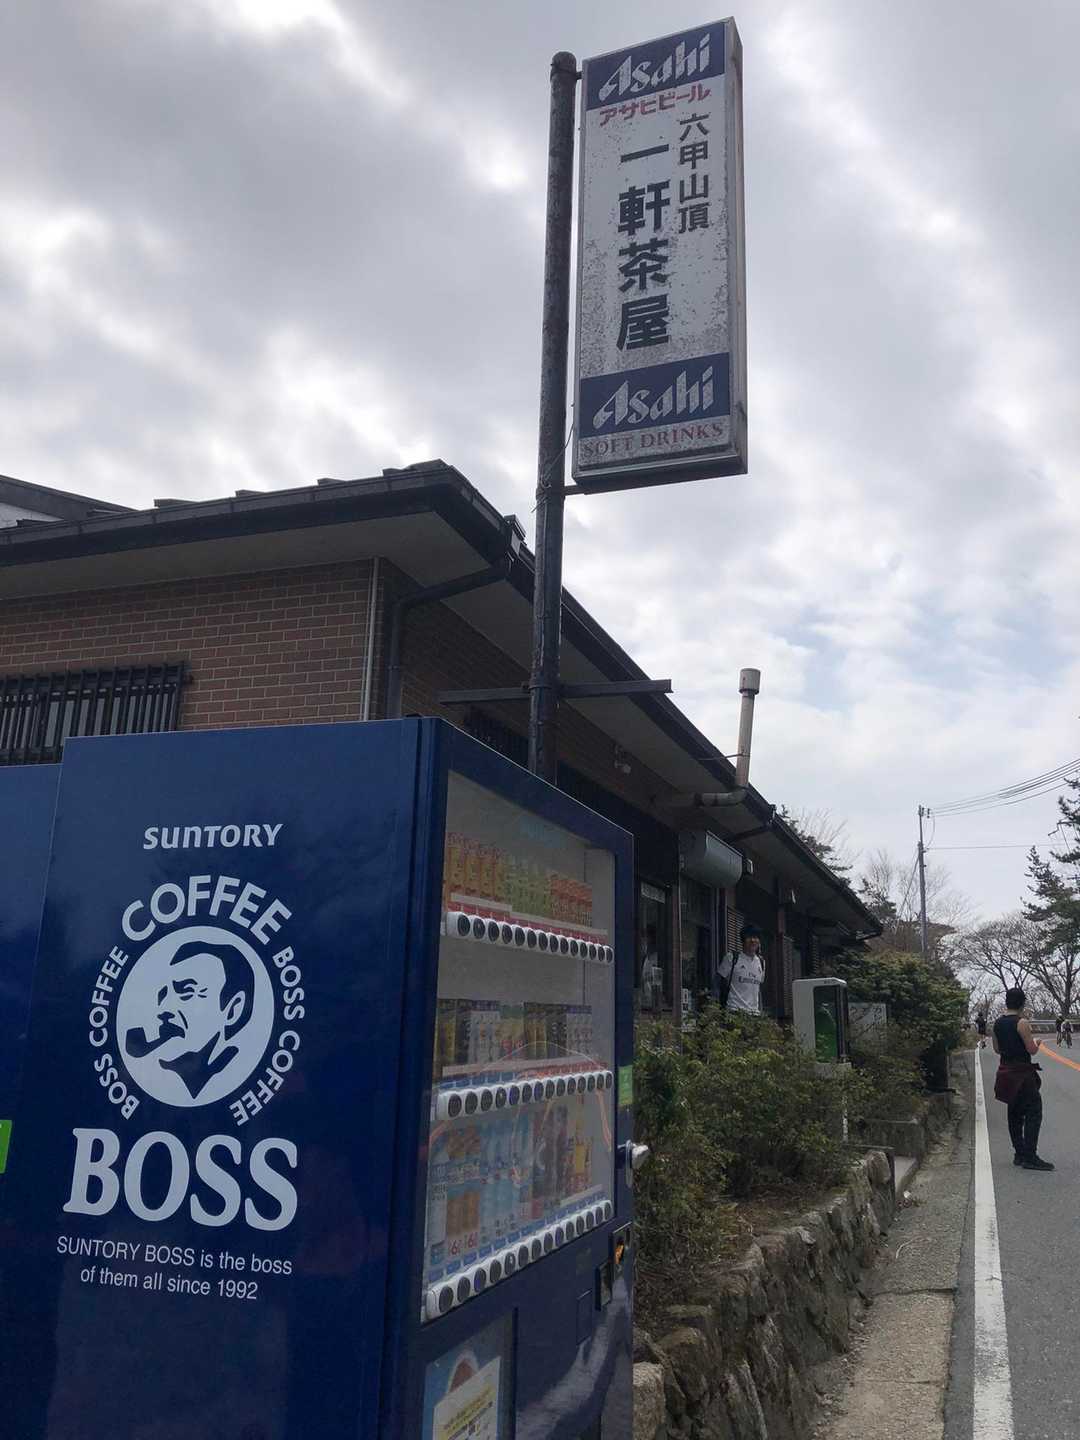 Asahi
アサヒビール
六甲山頂
一軒茶屋
Asahi
SOFT DRINKS
SUNTORY
BOSS COFFEE COFFEE BOSS COFFEE
BOSS
SUNTORY BOSS is the boss
of them all since 1992